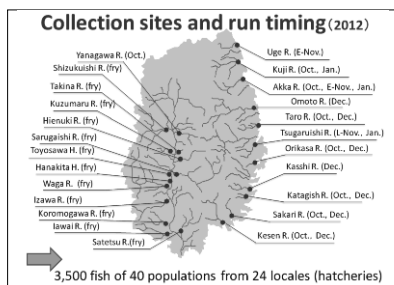 Collection sites and run timing (2012)
Yanagawa R. (Oct.)
Shizukuishi R. (fry)
Takina R. (fry)
Kuzumaru R. (fry)
Hienuki R. (fry)
Sarugaishi R. (fry)
Toyosawa H. (fry)
Hanakita H. (fry)
Waga R. (fry)
Izawa R. (fry)
Koromogawa R. (fry)
Iawai R. (fry)
Satetsu R.(fry)
Uge R. (E-Nov.)
Kuji R. (Oct., Jan.)
Akka R. (Oct., E-Nov., Jan.)
Omoto R. (Dec.)
Taro R. (Oct., Dec.)
Tsugaruishi R. (L-Nov., Jan.)
Orikasa R. (Oct., Dec.)
Kasshi R. (Dec.)
Katagish R. (Oct., Dec.)
Sakari R. (Oct., Dec.)
Kesen R. (Oct., Dec.)
3,500 fish of 40 populations from 24 locales (hatcheries)